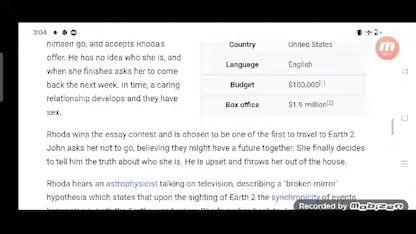 3:04
himself go, and accepts Rhoda's
offer. He has no idea who she is, and
when she finishes asks her to come
back the next week. In time, a caring
relationship develops and they have
sex.
Country United States
Language English
Budget $100,000[1]
Box office $1.9 million[2]
Rhoda wins the essay contest and is chosen to be one of the first to travel to Earth 2.
John asks her not to go, believing they might have a future together. She finally decides
to tell him the truth about who she is. He is upset and throws her out of the house.
Rhoda hears an astrophysicist talking on television, describing a "broken mirror"
hypothesis which states that upon the sighting of Earth 2 the synchronicity of events
Recorded by Mobizen